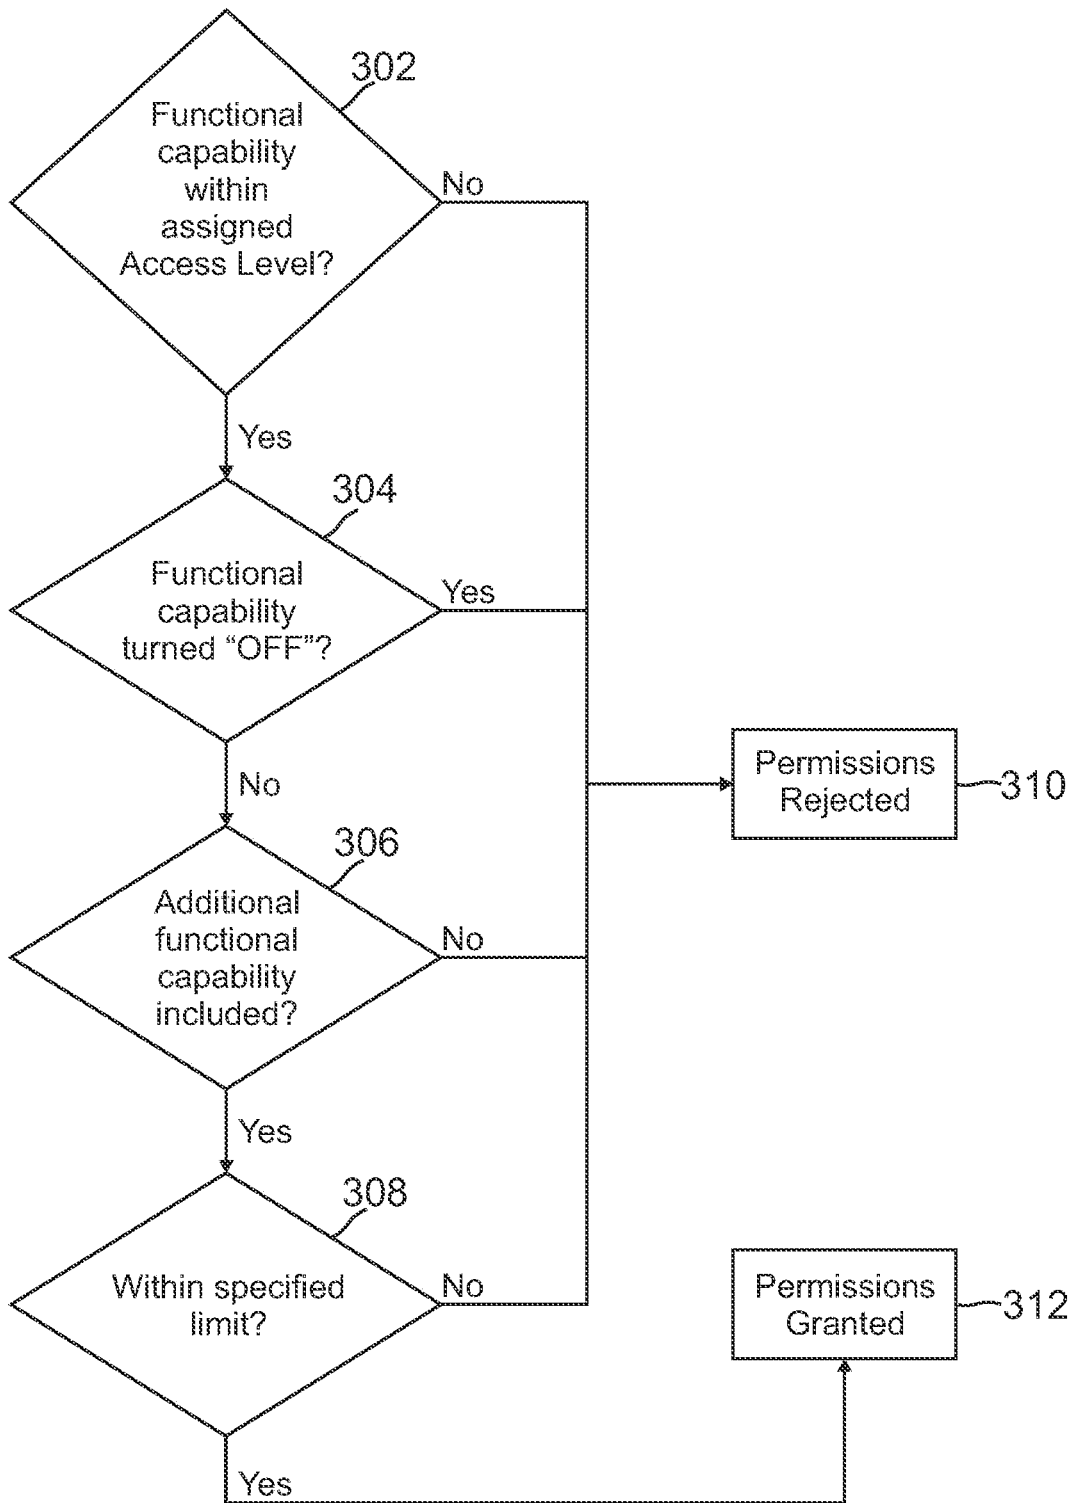 302
Functional
capability
within
assigned
Access Level?
No
Yes
304
Functional
capability
turned “OFF”?
Yes
No
306
Additional
functional
capability
included?
No
Yes
308
Within specified
limit?
No
Yes
Permissions
Rejected
310
Permissions
Granted
312